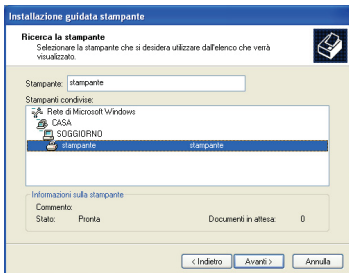 Installazione guidata stampante
Ricerca la stampante
Selezionare la stampante che si desidera utilizzare dall'elenco che verrà
visualizzato.
Stampante: stampante
Stampanti condivise:
Rete di Microsoft Windows
CASA
SOGGIORNO
stampante stampante
Informazioni sulla stampante
Commento:
Stato: Pronta Documenti in attesa: 0
< Indietro Avanti > Annulla